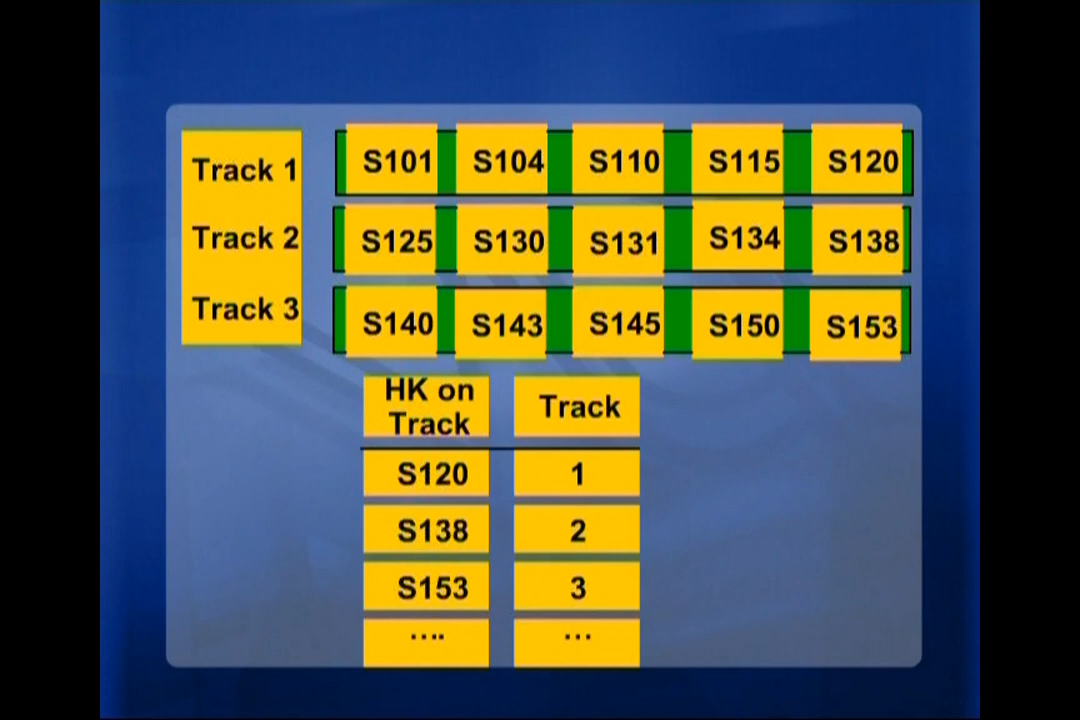 Track 1 S101 S104 S110 S115 S120
Track 2 S125 S130 S131 S134 S138
Track 3 S140 S143 S145 S150 S153
HK on
Track Track
S120 1
S138 2
S153 3
.... ...